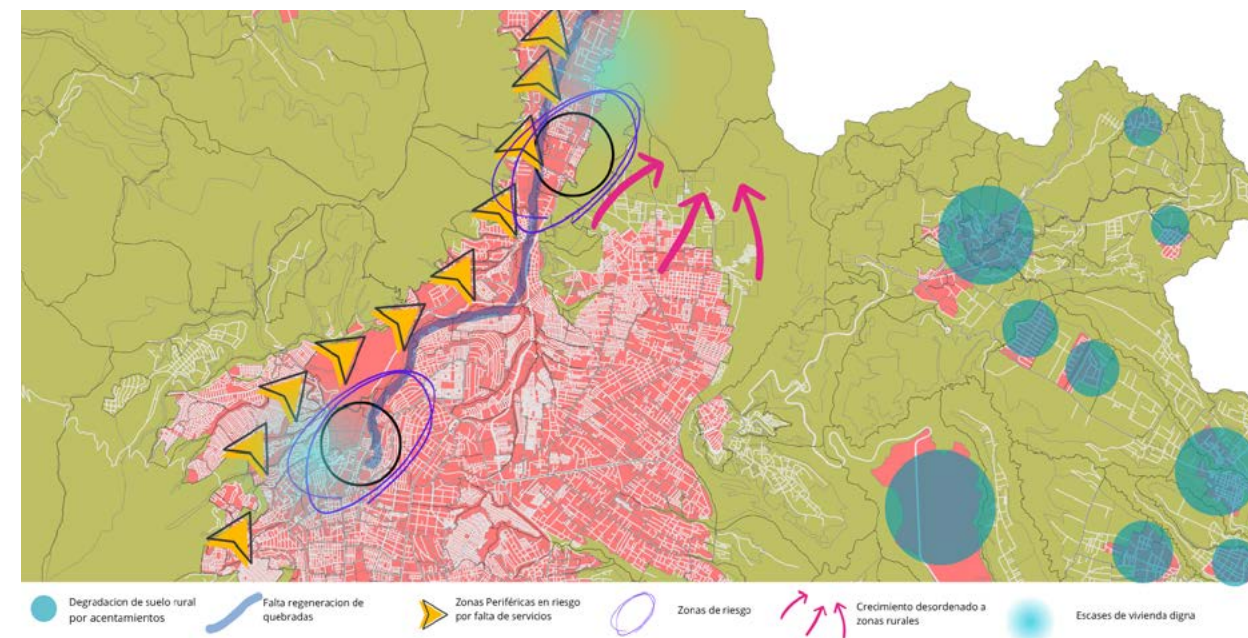 Degradacion de suelo rural
por acentamientos
Falta regeneracion de
quebradas
Zonas Periféricas en riesgo
por falta de servicios
Zonas de riesgo
Crecimiento desordenado a
zonas rurales
Escases de vivienda digna